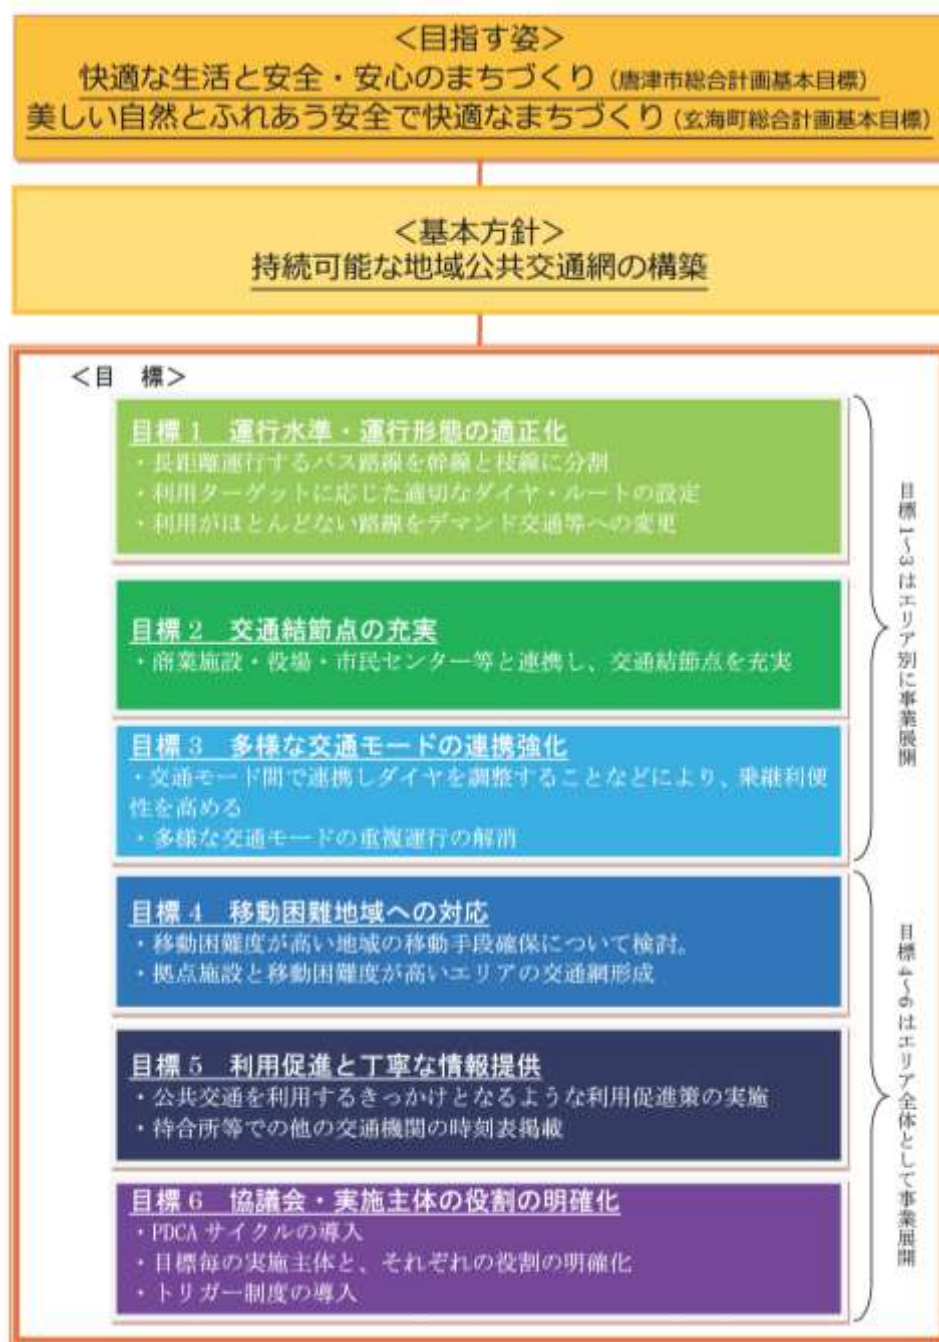 ＜目指す姿＞
快適な生活と安全・安心のまちづくり（唐津市総合計画基本目標）
美しい自然とふれあう安全で快適なまちづくり（玄海町総合計画基本目標）
＜基本方針＞
持続可能な地域公共交通網の構築
＜目　標＞
目標1　運行水準・運行形態の適正化
・長距離運行するバス路線を幹線と枝線に分割
・利用ターゲットに応じた適切なダイヤ・ルートの設定
・利用がほとんどない路線をデマンド交通等への変更
目標2　交通結節点の充実
・商業施設・役場・市民センター等と連携し、交通結節点を充実
目標3　多様な交通モードの連携強化
・交通モード間で連携しダイヤを調整することなどにより、乗継利便
性を高める
・多様な交通モードの重複運行の解消
目標1～3はエリア別に事業展開
目標4　移動困難地域への対応
・移動困難度が高い地域の移動手段確保について検討。
・拠点施設と移動困難度が高いエリアの交通網形成
目標5　利用促進と丁寧な情報提供
・公共交通を利用するきっかけとなるような利用促進策の実施
・待合所等での他の交通機関の時刻表掲載
目標6　協議会・実施主体の役割の明確化
・PDCAサイクルの導入
・目標毎の実施主体と、それぞれの役割の明確化
・トリガー制度の導入
目標4～6はエリア全体として事業展開